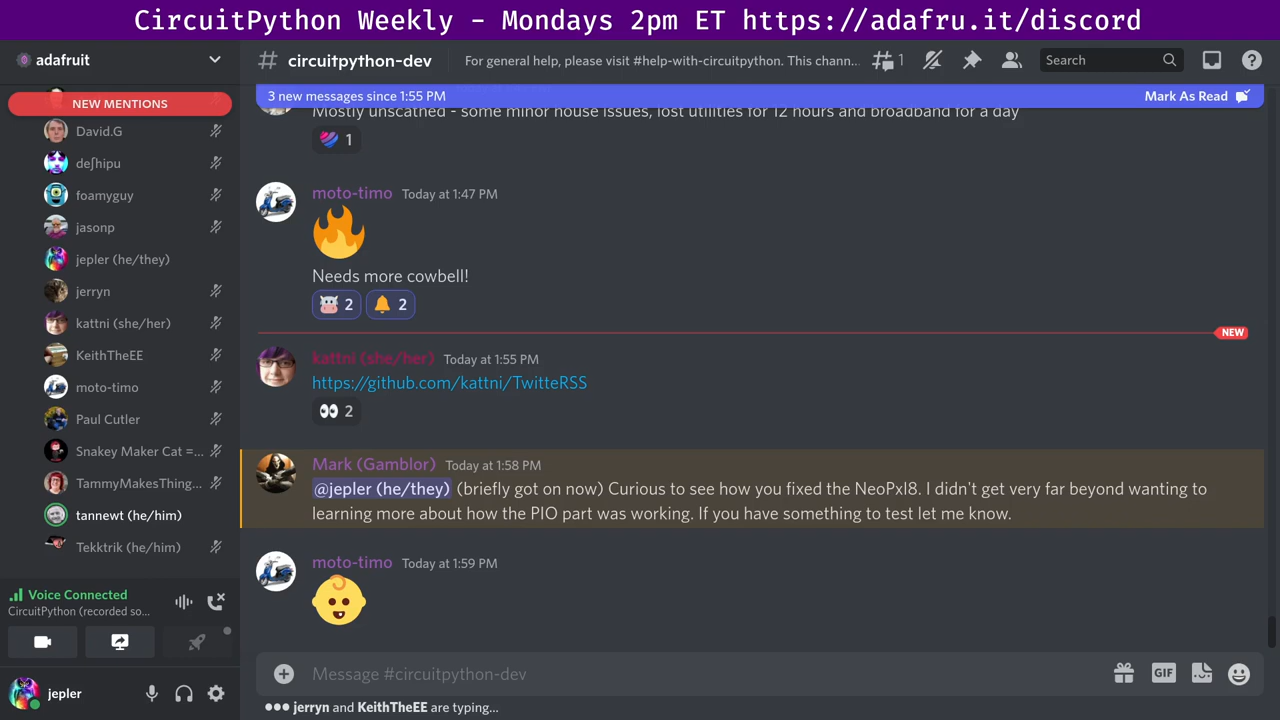 CircuitPython Weekly - Mondays 2pm ET https://adafru.it/discord
adafruit
# circuitpython-dev
For general help, please visit #help-with-circuitpython. This chann...
1
Search
NEW MENTIONS
David.G
deʃhipu
foamyguy
jasonp
jepler (he/they)
jerryn
kattni (she/her)
KeithTheEE
moto-timo
Paul Cutler
Snakey Maker Cat =...
TammyMakesThing...
tannewt (he/him)
Tekktrik (he/him)
Voice Connected
CircuitPython (recorded so...
jepler
3 new messages since 1:55 PM
Mark As Read
Mostly unscathed - some minor house issues, lost utilities for 12 hours and broadband for a day
1
moto-timo Today at 1:47 PM
Needs more cowbell!
2 2
NEW
kattni (she/her) Today at 1:55 PM
https://github.com/kattni/TwitteRSS
2
Mark (Gamblor) Today at 1:58 PM
@jepler (he/they) (briefly got on now) Curious to see how you fixed the NeoPxl8. I didn't get very far beyond wanting to
learning more about how the PIO part was working. If you have something to test let me know.
moto-timo Today at 1:59 PM
Message #circuitpython-dev
GIF
jerryn and KeithTheEE are typing...